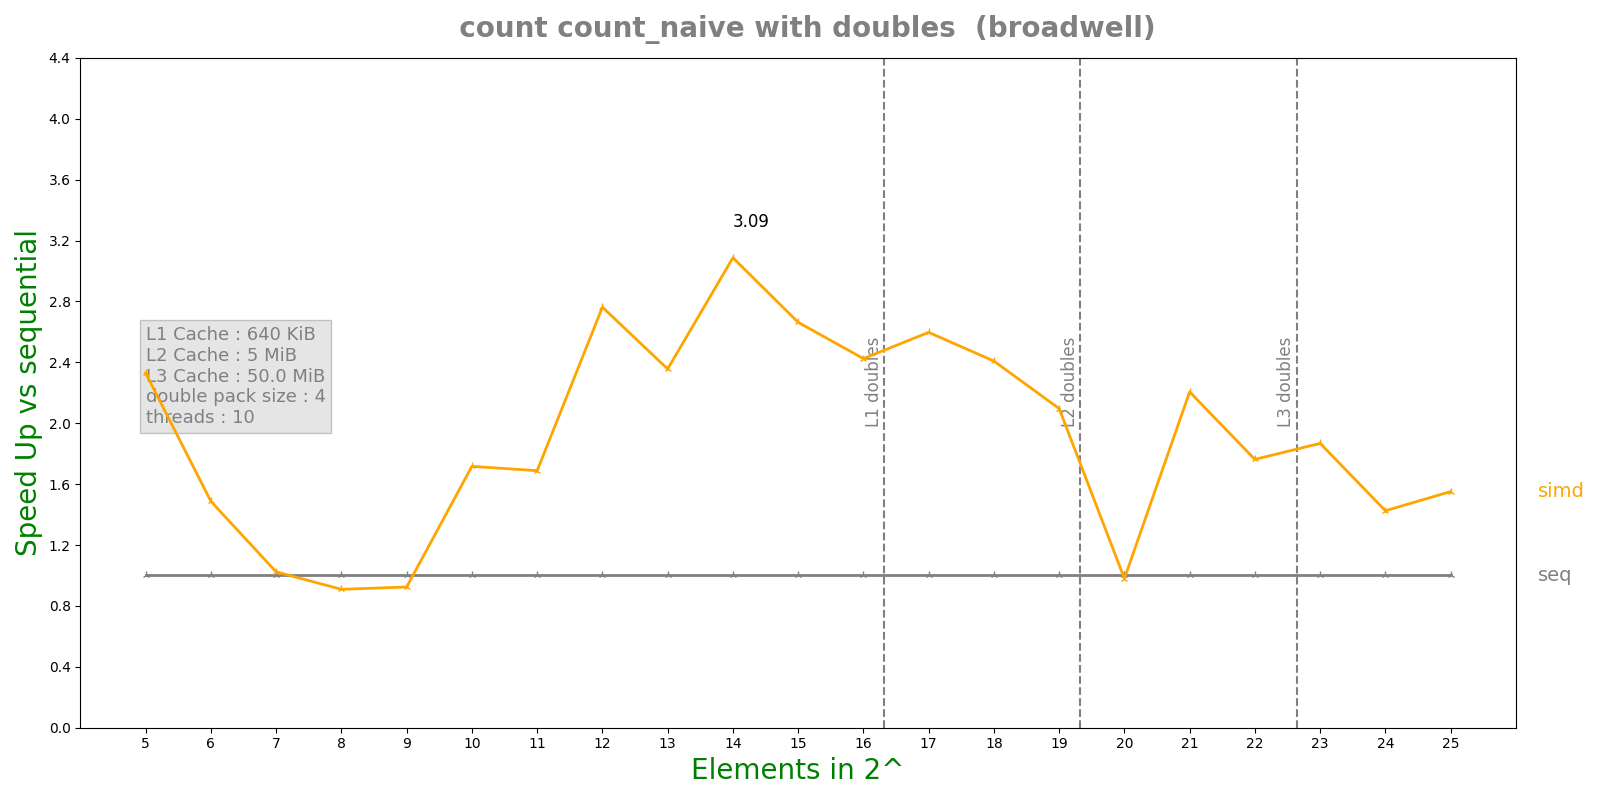 count count_naive with doubles  (broadwell)
4.4
4.0
3.6
3.2
2.8
2.4
2.0
1.6
1.2
0.8
0.4
0.0
Speed Up vs sequential
3.09
L1 Cache : 640 KiB
L2 Cache : 5 MiB
L3 Cache : 50.0 MiB
double pack size : 4
threads : 10
L1 doubles
L2 doubles
L3 doubles
simd
seq
5 6 7 8 9 10 11 12 13 14 15 16 17 18 19 20 21 22 23 24 25
Elements in 2^